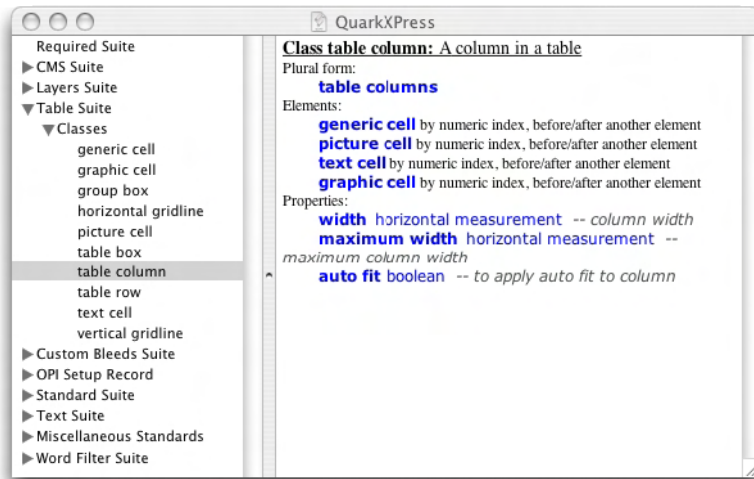 QuarkXPress
Required Suite
CMS Suite
Layers Suite
Table Suite
Classes
generic cell
graphic cell
group box
horizontal gridline
picture cell
table box
table column
table row
text cell
vertical gridline
Custom Bleeds Suite
OPI Setup Record
Standard Suite
Text Suite
Miscellaneous Standards
Word Filter Suite
Class table column: A column in a table
Plural form:
table columns
Elements:
generic cell by numeric index, before/after another element
picture cell by numeric index, before/after another element
text cell by numeric index, before/after another element
graphic cell by numeric index, before/after another element
Properties:
width horizontal measurement -- column width
maximum width horizontal measurement --
maximum column width
auto fit boolean -- to apply auto fit to column